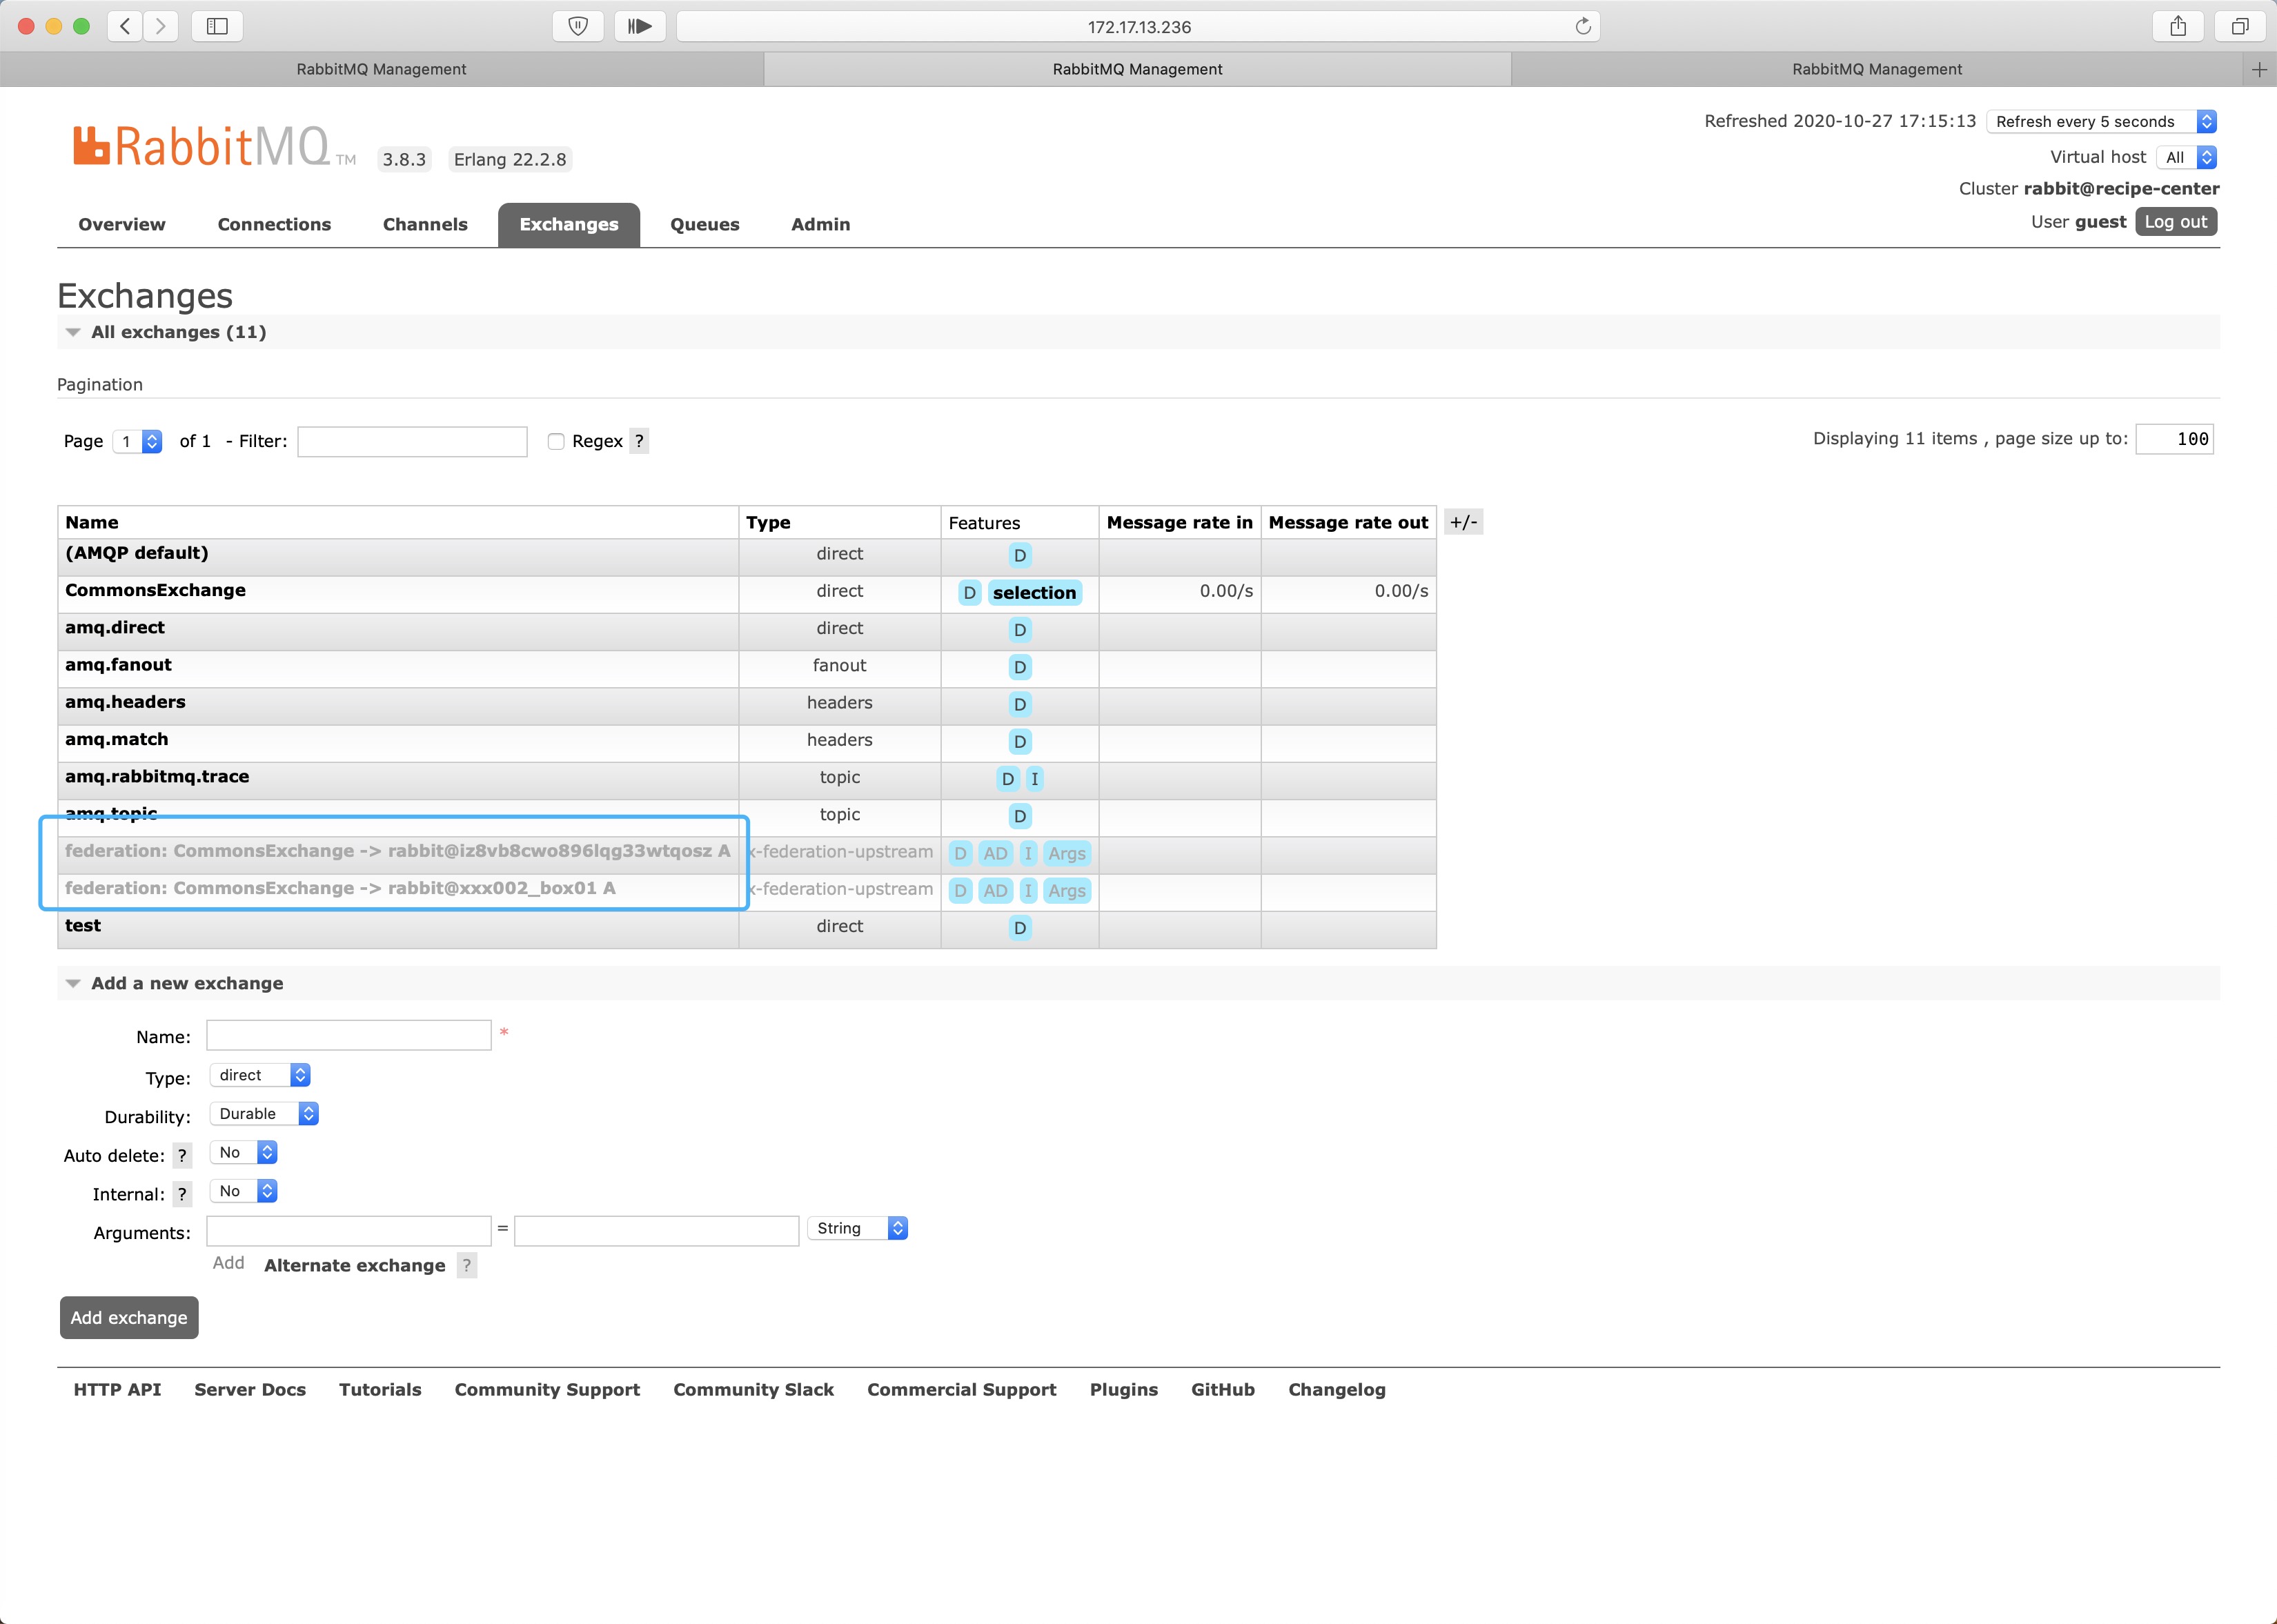 172.17.13.236
RabbitMQ Management
RabbitMQ Management
RabbitMQ Management
RabbitMQ TM 3.8.3 Erlang 22.2.8
Refreshed 2020-10-27 17:15:13 Refresh every 5 seconds
Virtual host All
Cluster rabbit@recipe-center
User guest Log out
Overview Connections Channels Exchanges Queues Admin
Exchanges
All exchanges (11)
Pagination
Page 1 of 1 - Filter: Regex ?
Displaying 11 items , page size up to: 100
Name Type Features Message rate in Message rate out +/-
(AMQP default) direct D
CommonsExchange direct D selection 0.00/s 0.00/s
amq.direct direct D
amq.fanout fanout D
amq.headers headers D
amq.match headers D
amq.rabbitmq.trace topic D I
amq.topic topic D
federation: CommonsExchange -> rabbit@iz8vb8cwo896lqg33wtqosz A x-federation-upstream D AD I Args
federation: CommonsExchange -> rabbit@xxx002_box01 A x-federation-upstream D AD I Args
test direct D
Add a new exchange
Name: *
Type: direct
Durability: Durable
Auto delete: ? No
Internal: ? No
Arguments: = String
Add Alternate exchange ?
Add exchange
HTTP API Server Docs Tutorials Community Support Community Slack Commercial Support Plugins GitHub Changelog